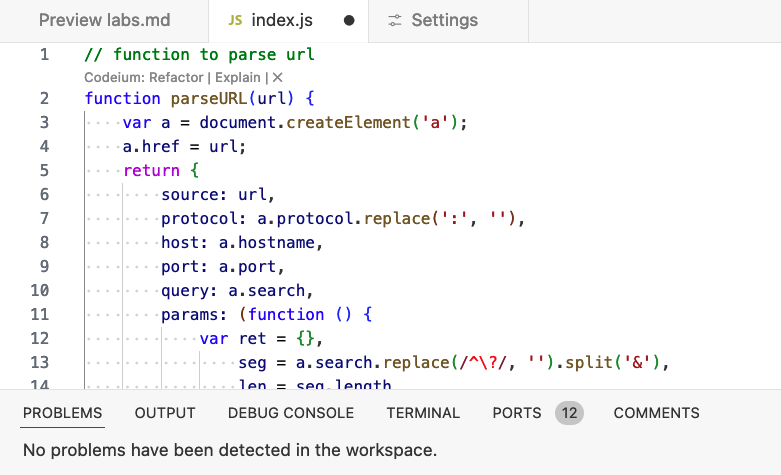 Preview labs.md JS index.js ● Settings
1 // function to parse url
Codeium: Refactor | Explain | ✕
2 function parseURL(url) {
3 var a = document.createElement('a');
4 a.href = url;
5 return {
6 source: url,
7 protocol: a.protocol.replace(':', ''),
8 host: a.hostname,
9 port: a.port,
10 query: a.search,
11 params: (function () {
12 var ret = {},
13 seg = a.search.replace(/^\?/, '').split('&'),
14 len = seg.length
PROBLEMS OUTPUT DEBUG CONSOLE TERMINAL PORTS 12 COMMENTS
No problems have been detected in the workspace.